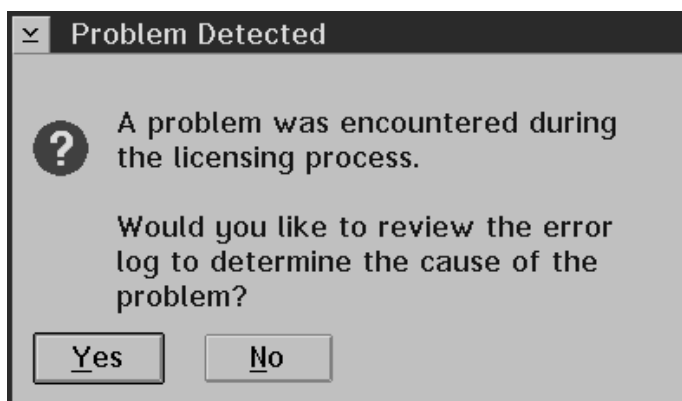 Problem Detected
A problem was encountered during
the licensing process.
Would you like to review the error
log to determine the cause of the
problem?
Yes No